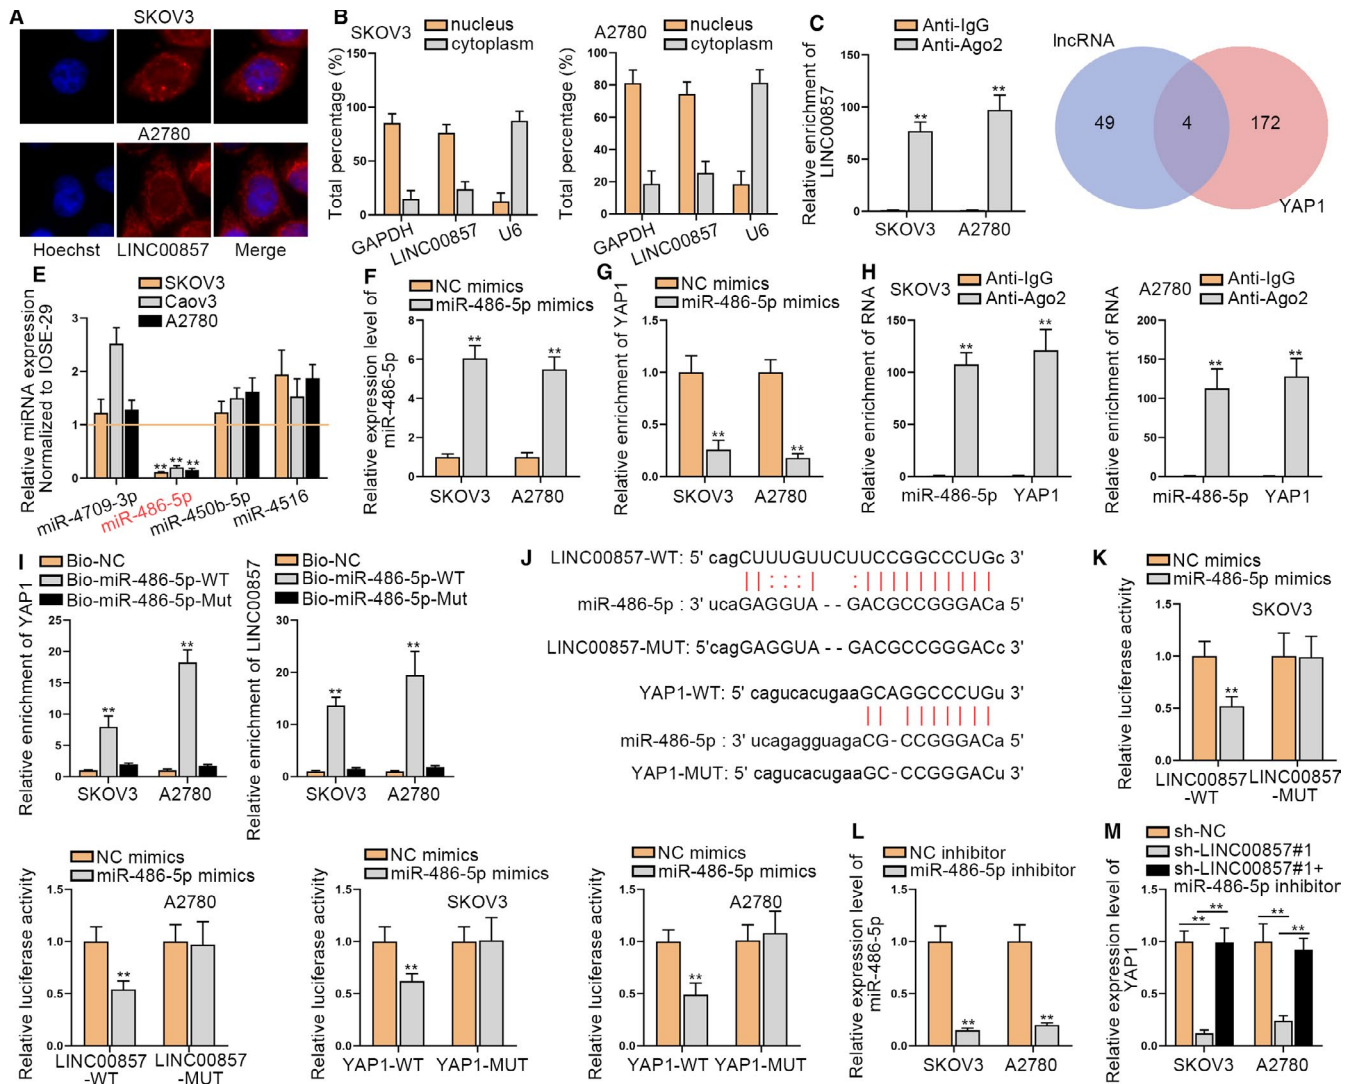 A
SKOV3
A2780
Hoechst LINC00857 Merge
B
SKOV3
nucleus
cytoplasm
Total percentage (%)
100
80
60
40
20
0
GAPDH
LINC00857
U6
A2780
nucleus
cytoplasm
Total percentage (%)
100
80
60
40
20
0
GAPDH
LINC00857
U6
C
Anti-IgG
Anti-Ago2
Relative enrichment of
LINC00857
150
100
50
0
**
**
SKOV3 A2780
lncRNA
49 4 172
YAP1
E
SKOV3
Caov3
A2780
Relative miRNA expression
Normalized to IOSE-29
3
2
1
0
** ** **
miR-4709-3p
miR-486-5p
miR-450b-5p
miR-4516
F
NC mimics
miR-486-5p mimics
Relative expression level of
miR-486-5p
8
6
4
2
0
**
**
SKOV3 A2780
G
NC mimics
miR-486-5p mimics
Relative enrichment of YAP1
1.5
1.0
0.5
0.0
**
**
SKOV3 A2780
H
SKOV3
Anti-IgG
Anti-Ago2
Relative enrichment of RNA
150
100
50
0
**
**
miR-486-5p YAP1
A2780
Anti-IgG
Anti-Ago2
Relative enrichment of RNA
200
150
100
50
0
**
**
miR-486-5p YAP1
I
Bio-NC
Bio-miR-486-5p-WT
Bio-miR-486-5p-Mut
Relative enrichment of YAP1
25
20
15
10
5
0
**
**
SKOV3 A2780
Bio-NC
Bio-miR-486-5p-WT
Bio-miR-486-5p-Mut
Relative enrichment of LINC00857
30
20
10
0
**
**
SKOV3 A2780
J
LINC00857-WT: 5' cagCUUUGUUCUUCCGGCCCUGc 3'
miR-486-5p : 3' ucaGAGGUA - - GACGCCGGGACa 5'
LINC00857-MUT: 5'cagGAGGUA - - GACGCCGGGACc 3'
YAP1-WT: 5' cagucacugaaGCAGGCCCUGu 3'
miR-486-5p : 3' ucagagguagaCG-CCGGGACa 5'
YAP1-MUT: 5' cagucacugaaGC-CCGGGACu 3'
K
NC mimics
miR-486-5p mimics
SKOV3
Relative luciferase activity
1.5
1.0
0.5
0.0
**
LINC00857
-WT
LINC00857
-MUT
NC mimics
miR-486-5p mimics
A2780
Relative luciferase activity
1.5
1.0
0.5
0.0
**
LINC00857
-WT
LINC00857
-MUT
NC mimics
miR-486-5p mimics
SKOV3
Relative luciferase activity
1.5
1.0
0.5
0.0
**
YAP1-WT YAP1-MUT
NC mimics
miR-486-5p mimics
A2780
Relative luciferase activity
1.5
1.0
0.5
0.0
**
YAP1-WT YAP1-MUT
L
NC inhibitor
miR-486-5p inhibitor
Relative expression level of
miR-486-5p
1.5
1.0
0.5
0.0
**
**
SKOV3 A2780
M
sh-NC
sh-LINC00857#1
sh-LINC00857#1+
miR-486-5p inhibitor
Relative expression level of
YAP1
1.5
1.0
0.5
0.0
** **
** **
SKOV3 A2780